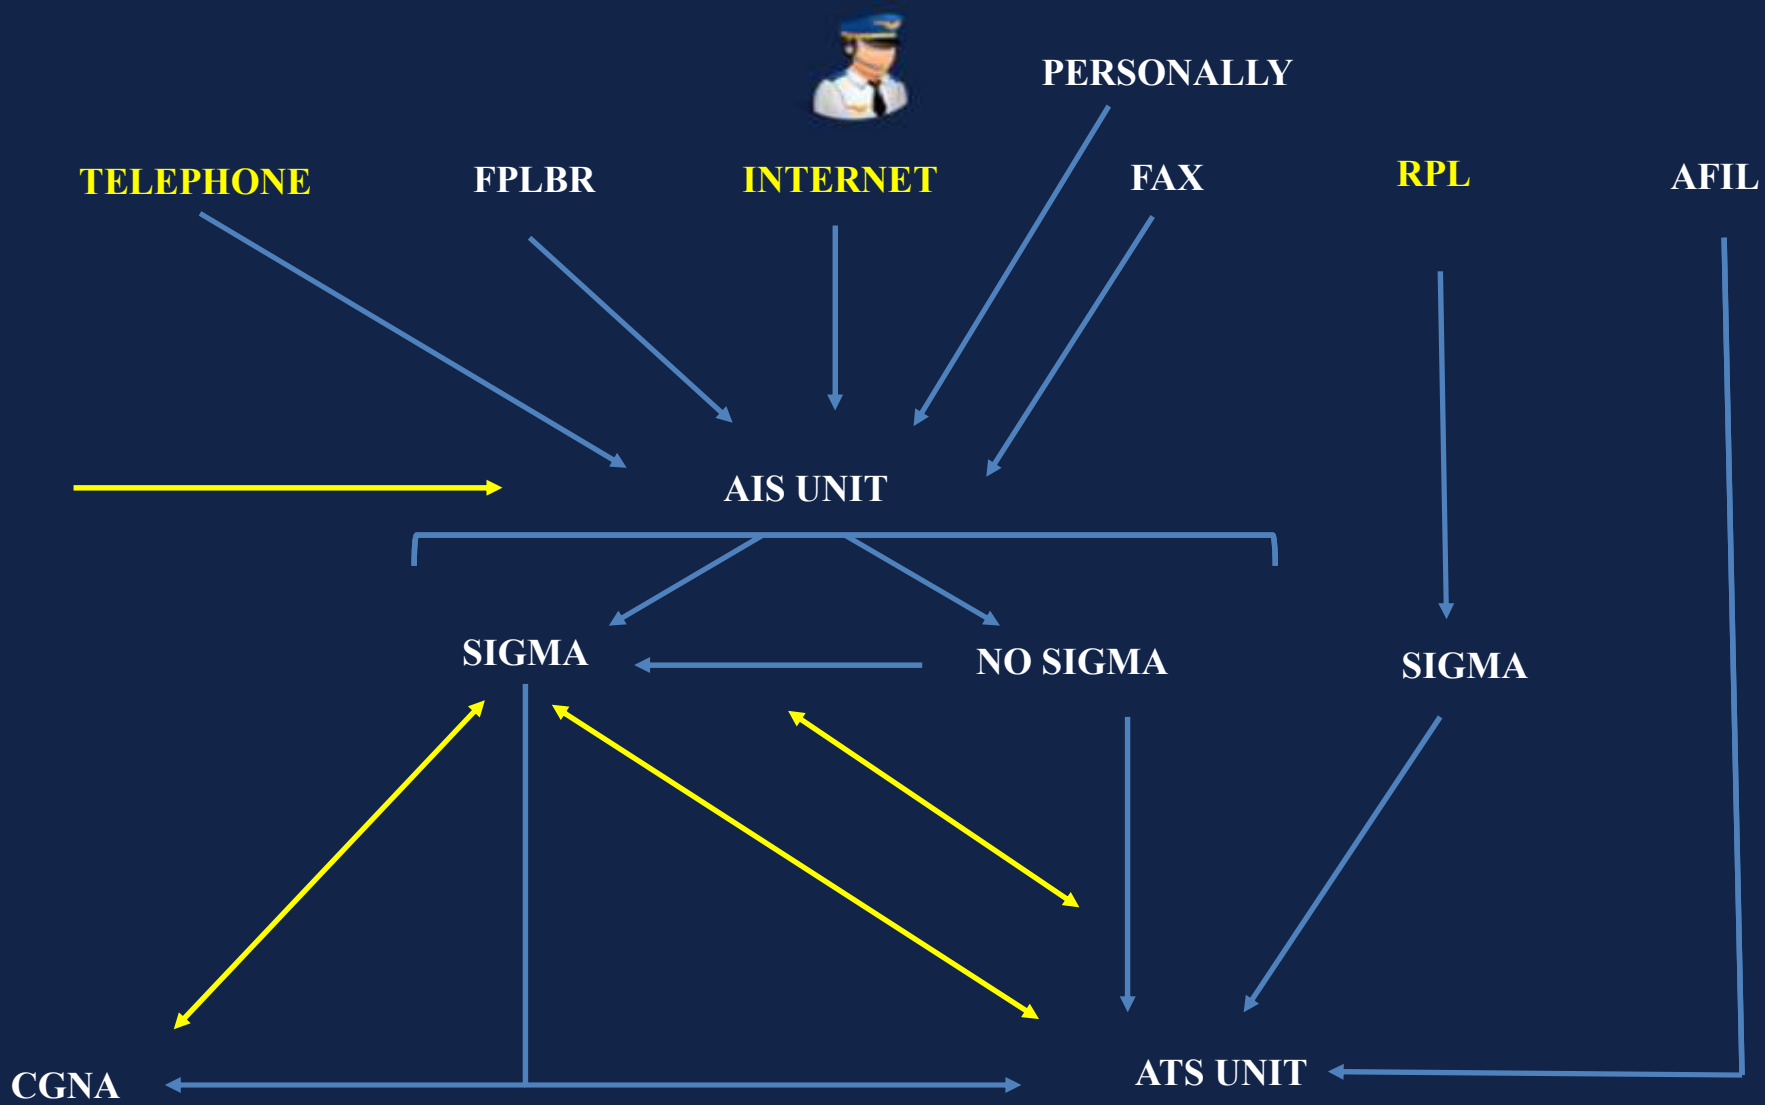 PERSONALLY
TELEPHONE
FPLBR
INTERNET
FAX
RPL
AFIL
AIS UNIT
SIGMA
NO SIGMA
SIGMA
CGNA
ATS UNIT